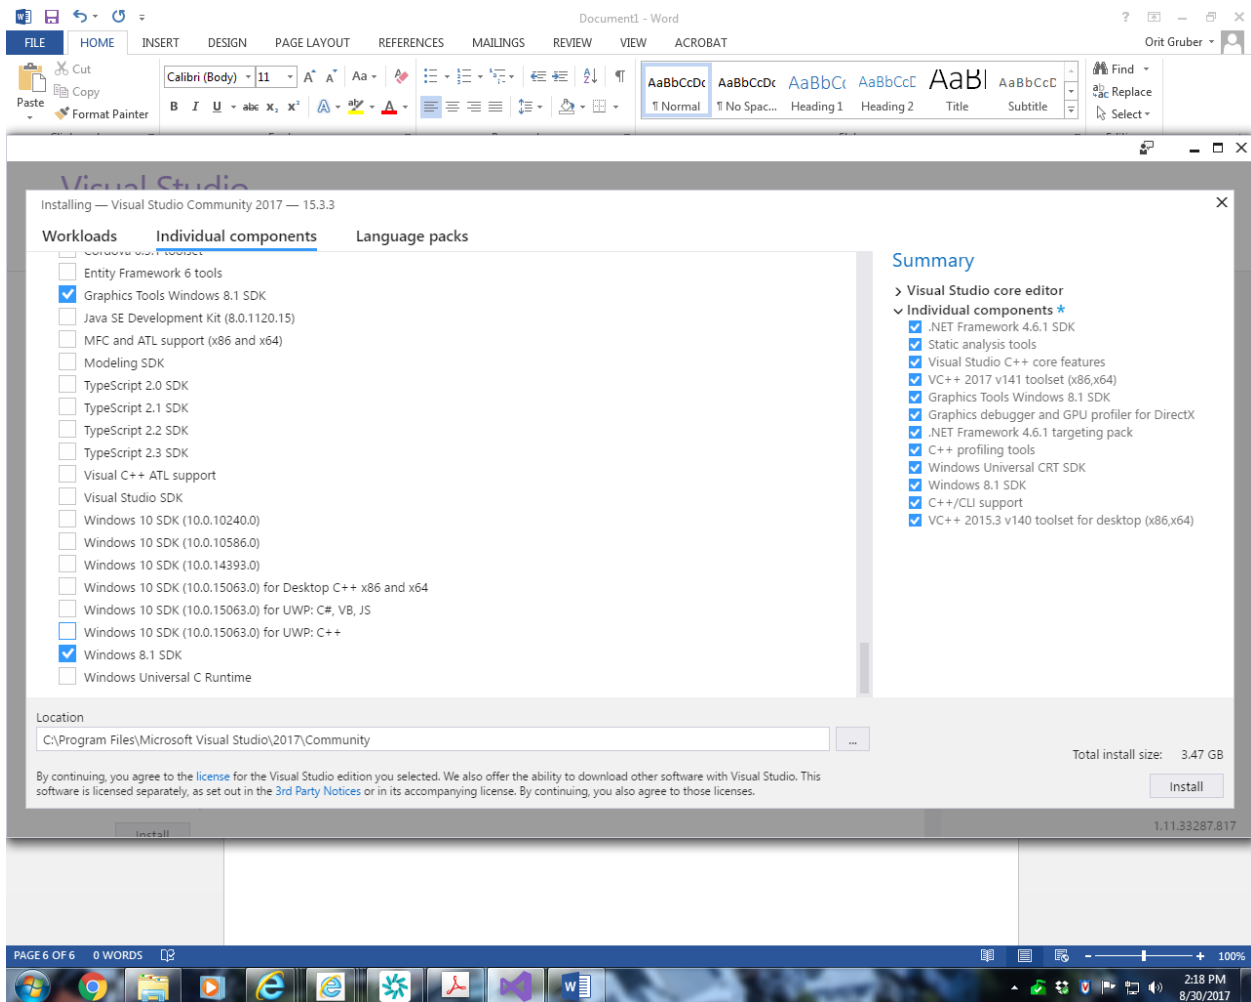 Document1 - Word
FILE HOME INSERT DESIGN PAGE LAYOUT REFERENCES MAILINGS REVIEW VIEW ACROBAT Orit Gruber
Cut
Copy
Format Painter
Paste
Calibri (Body) 11
AaBbCcDc AaBbCcDc AaBbCc AaBbCcC AaBl AaBbCcD
¶ Normal ¶ No Spac... Heading 1 Heading 2 Title Subtitle
Find
Replace
Select
Visual Studio
Installing — Visual Studio Community 2017 — 15.3.3
Workloads Individual components Language packs
Cordova 6.3.1 toolset
Entity Framework 6 tools
Graphics Tools Windows 8.1 SDK
Java SE Development Kit (8.0.1120.15)
MFC and ATL support (x86 and x64)
Modeling SDK
TypeScript 2.0 SDK
TypeScript 2.1 SDK
TypeScript 2.2 SDK
TypeScript 2.3 SDK
Visual C++ ATL support
Visual Studio SDK
Windows 10 SDK (10.0.10240.0)
Windows 10 SDK (10.0.10586.0)
Windows 10 SDK (10.0.14393.0)
Windows 10 SDK (10.0.15063.0) for Desktop C++ x86 and x64
Windows 10 SDK (10.0.15063.0) for UWP: C#, VB, JS
Windows 10 SDK (10.0.15063.0) for UWP: C++
Windows 8.1 SDK
Windows Universal C Runtime
Summary
Visual Studio core editor
Individual components *
.NET Framework 4.6.1 SDK
Static analysis tools
Visual Studio C++ core features
VC++ 2017 v141 toolset (x86,x64)
Graphics Tools Windows 8.1 SDK
Graphics debugger and GPU profiler for DirectX
.NET Framework 4.6.1 targeting pack
C++ profiling tools
Windows Universal CRT SDK
Windows 8.1 SDK
C++/CLI support
VC++ 2015.3 v140 toolset for desktop (x86,x64)
Location
C:\Program Files\Microsoft Visual Studio\2017\Community
...
By continuing, you agree to the license for the Visual Studio edition you selected. We also offer the ability to download other software with Visual Studio. This
software is licensed separately, as set out in the 3rd Party Notices or in its accompanying license. By continuing, you also agree to those licenses.
Total install size: 3.47 GB
Install
Install
1.11.33287.817
PAGE 6 OF 6 0 WORDS
100%
2:18 PM
8/30/2017